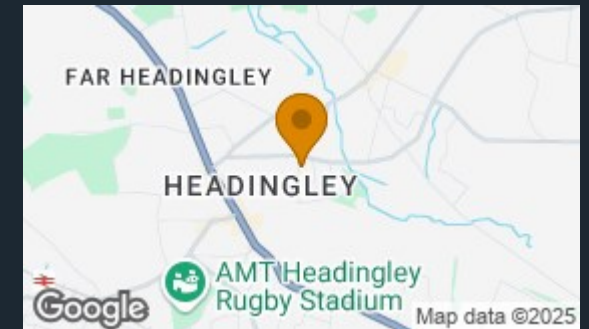 FAR HEADINGLEY
HEADINGLEY
AMT Headingley
Rugby Stadium
Google
Map data ©2025